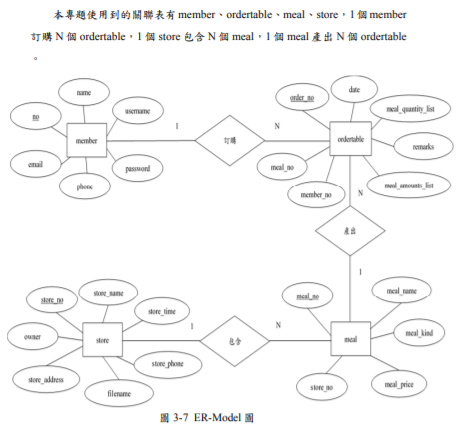 本專題使用到的關聯表有 member、ordertable、meal、store,1 個 member
訂購 N 個 ordertable,1 個 store 包含 N 個 meal,1 個 meal 產出 N 個 ordertable
。
name
no
username
member
email
password
phone
1
訂購
N
date
order_no
meal_quantity_list
ordertable
remarks
meal_no
meal_amounts_list
member_no
N
產出
1
store_name
store_no
store_time
owner
store
store_phone
store_address
filename
1
包含
N
meal_no
meal_name
meal_kind
meal
store_no
meal_price
圖 3-7 ER-Model 圖